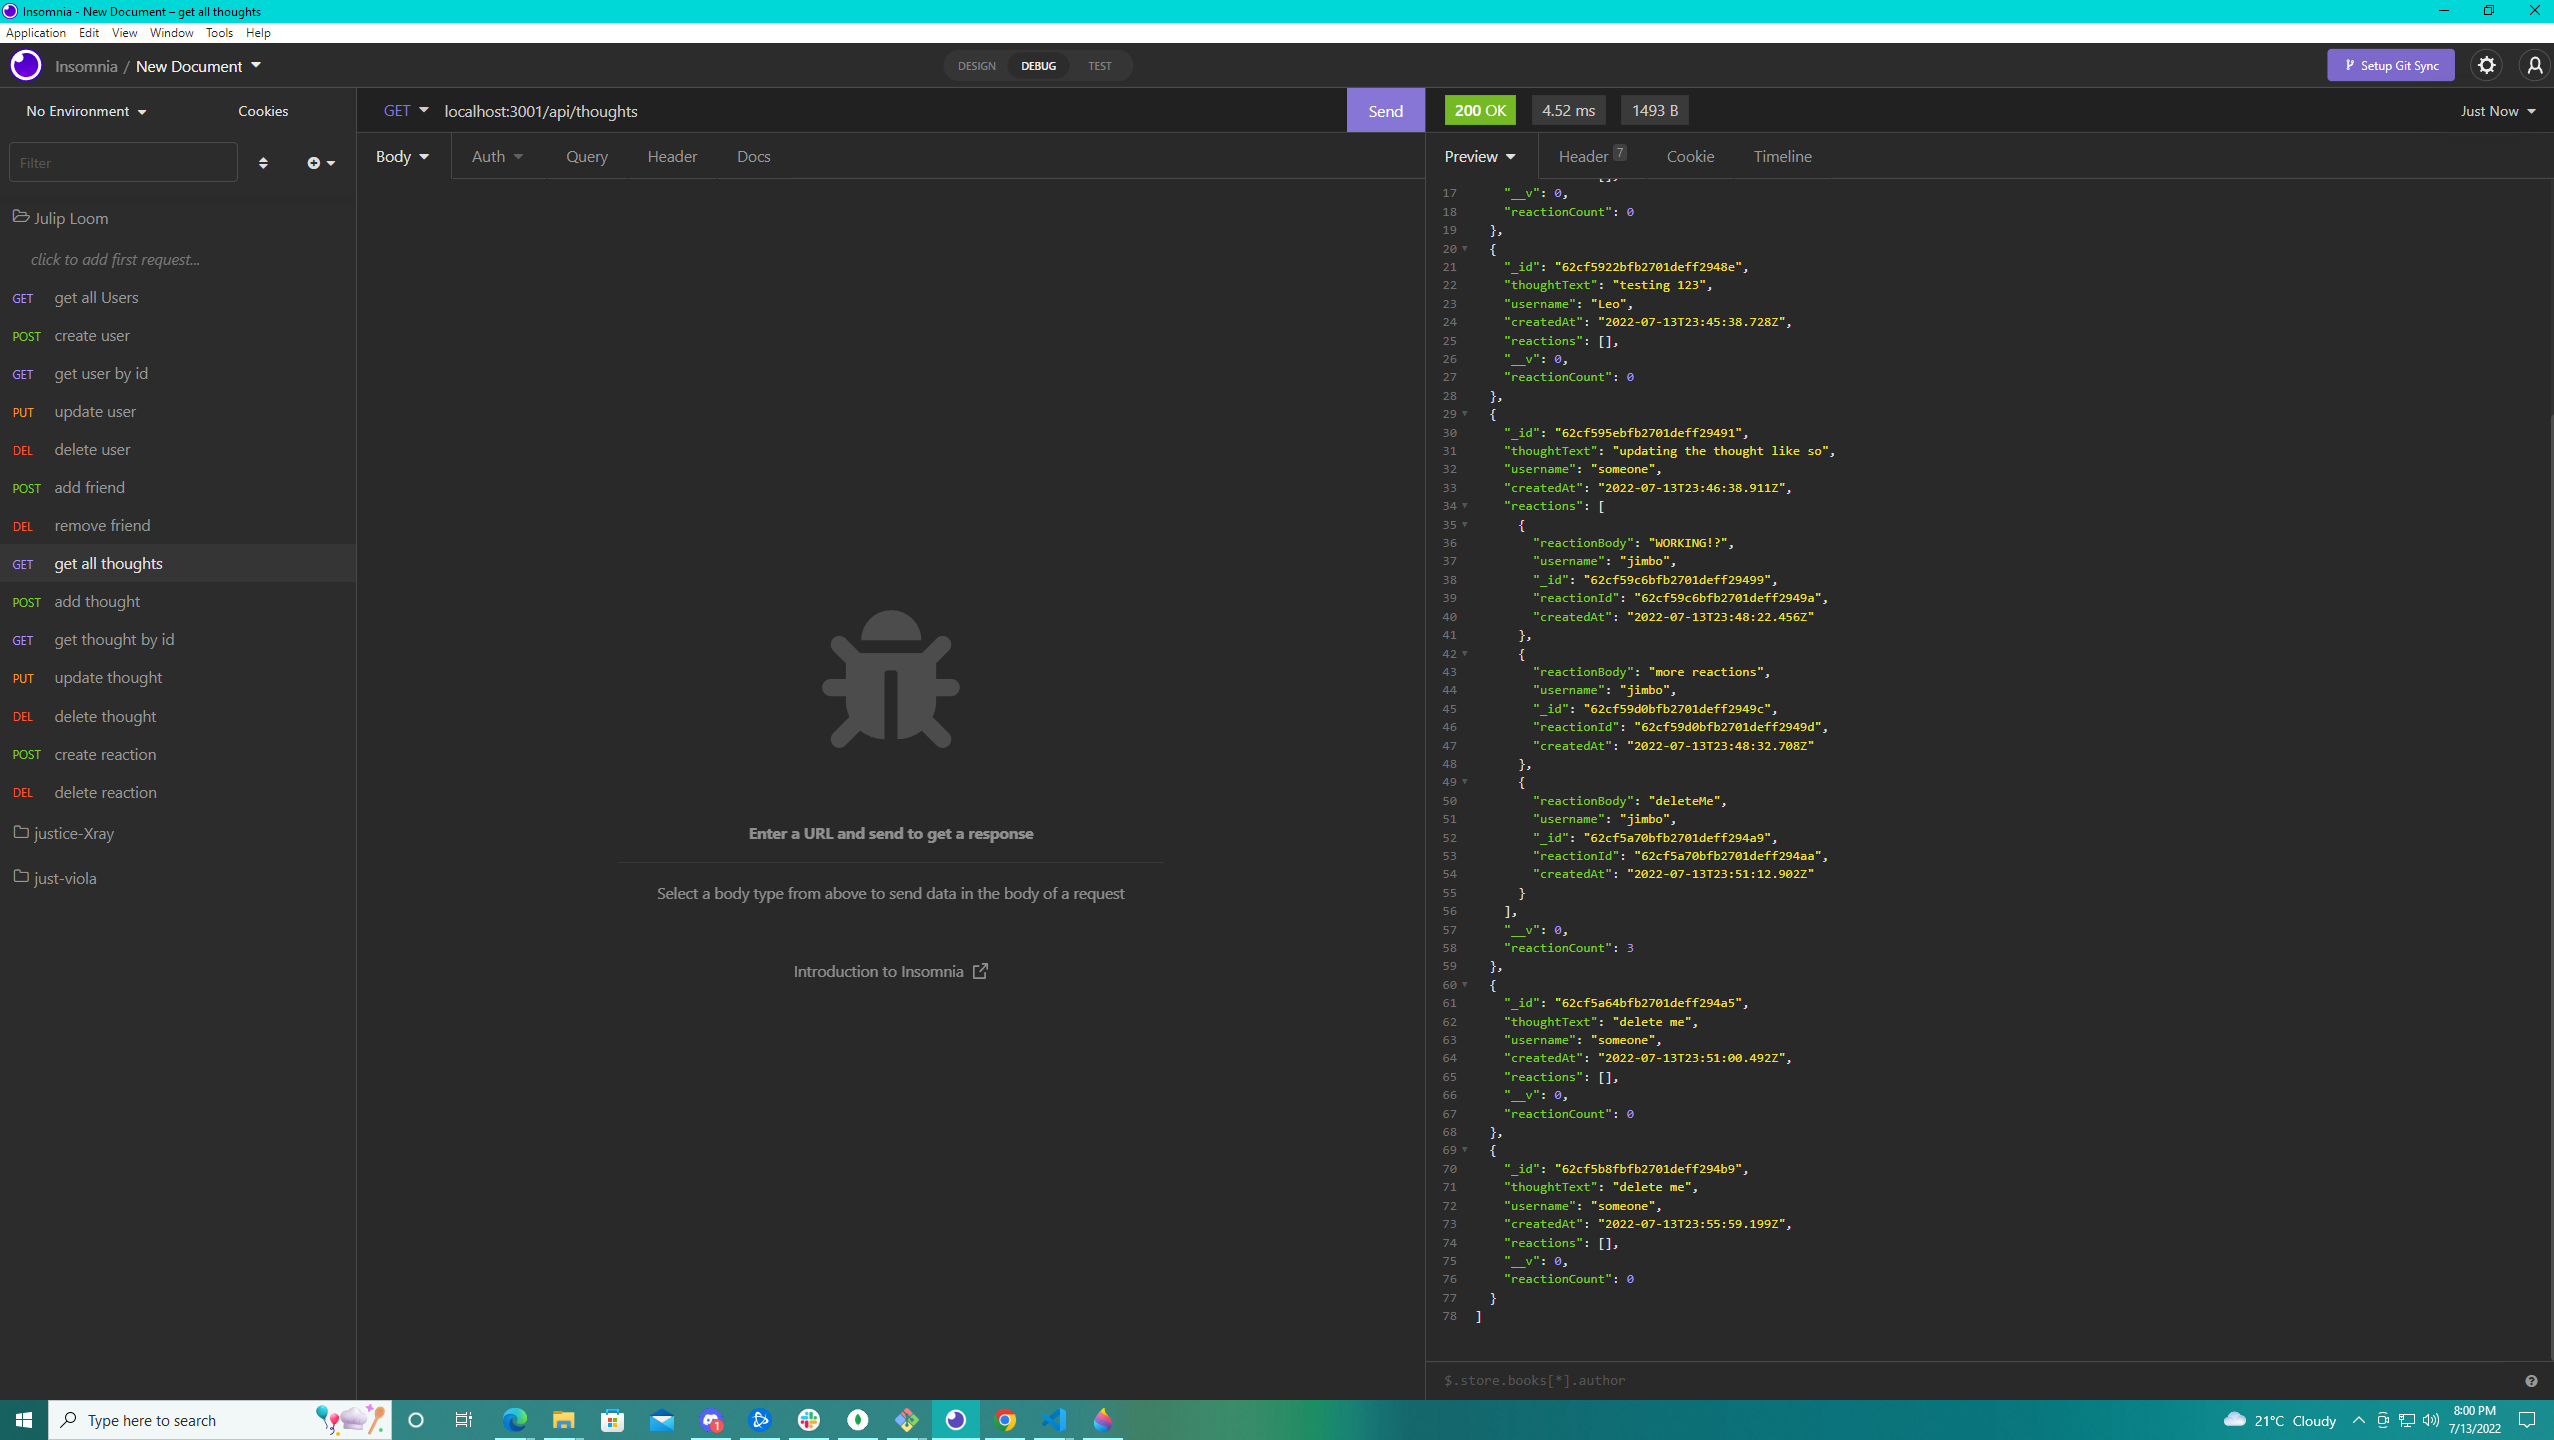 Insomnia - New Document – get all thoughts
Application Edit View Window Tools Help
Insomnia / New Document
DESIGN DEBUG TEST
Setup Git Sync
No Environment Cookies
GET localhost:3001/api/thoughts Send
200 OK 4.52 ms 1493 B Just Now
Filter
Body Auth Query Header Docs
Preview Header 7 Cookie Timeline
Julip Loom
click to add first request...
GET get all Users
POST create user
GET get user by id
PUT update user
DEL delete user
POST add friend
DEL remove friend
GET get all thoughts
POST add thought
GET get thought by id
PUT update thought
DEL delete thought
POST create reaction
DEL delete reaction
justice-Xray
just-viola
Enter a URL and send to get a response
Select a body type from above to send data in the body of a request
Introduction to Insomnia
17 "__v": 0,
18 "reactionCount": 0
19 },
20 {
21 "_id": "62cf5922bfb2701deff2948e",
22 "thoughtText": "testing 123",
23 "username": "Leo",
24 "createdAt": "2022-07-13T23:45:38.728Z",
25 "reactions": [],
26 "__v": 0,
27 "reactionCount": 0
28 },
29 {
30 "_id": "62cf595ebfb2701deff29491",
31 "thoughtText": "updating the thought like so",
32 "username": "someone",
33 "createdAt": "2022-07-13T23:46:38.911Z",
34 "reactions": [
35 {
36 "reactionBody": "WORKING!?",
37 "username": "jimbo",
38 "_id": "62cf59c6bfb2701deff29499",
39 "reactionId": "62cf59c6bfb2701deff2949a",
40 "createdAt": "2022-07-13T23:48:22.456Z"
41 },
42 {
43 "reactionBody": "more reactions",
44 "username": "jimbo",
45 "_id": "62cf59d0bfb2701deff2949c",
46 "reactionId": "62cf59d0bfb2701deff2949d",
47 "createdAt": "2022-07-13T23:48:32.708Z"
48 },
49 {
50 "reactionBody": "deleteMe",
51 "username": "jimbo",
52 "_id": "62cf5a70bfb2701deff294a9",
53 "reactionId": "62cf5a70bfb2701deff294aa",
54 "createdAt": "2022-07-13T23:51:12.902Z"
55 }
56 ],
57 "__v": 0,
58 "reactionCount": 3
59 },
60 {
61 "_id": "62cf5a64bfb2701deff294a5",
62 "thoughtText": "delete me",
63 "username": "someone",
64 "createdAt": "2022-07-13T23:51:00.492Z",
65 "reactions": [],
66 "__v": 0,
67 "reactionCount": 0
68 },
69 {
70 "_id": "62cf5b8fbfb2701deff294b9",
71 "thoughtText": "delete me",
72 "username": "someone",
73 "createdAt": "2022-07-13T23:55:59.199Z",
74 "reactions": [],
75 "__v": 0,
76 "reactionCount": 0
77 }
78 ]
$.store.books[*].author
Type here to search
1
21°C Cloudy
8:00 PM
7/13/2022